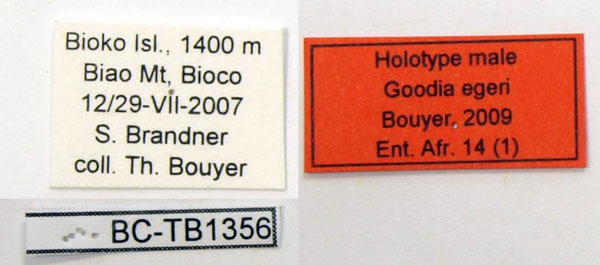 Bioko Isl., 1400 m
Biao Mt, Bioco
12/29-VII-2007
S. Brandner
coll. Th. Bouyer
Holotype male
Goodia egeri
Bouyer, 2009
Ent. Afr. 14 (1)
BC-TB1356